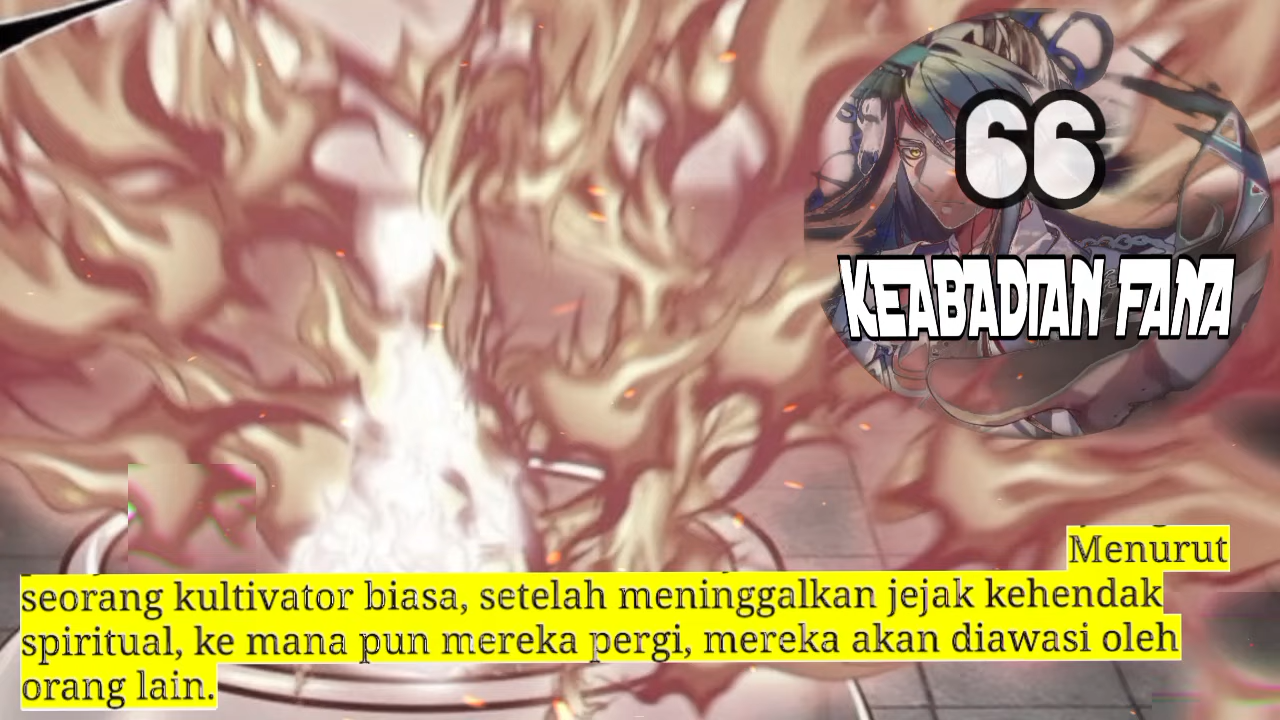 66
KEABADIAN FANA
Menurut
seorang kultivator biasa, setelah meninggalkan jejak kehendak
spiritual, ke mana pun mereka pergi, mereka akan diawasi oleh
orang lain.